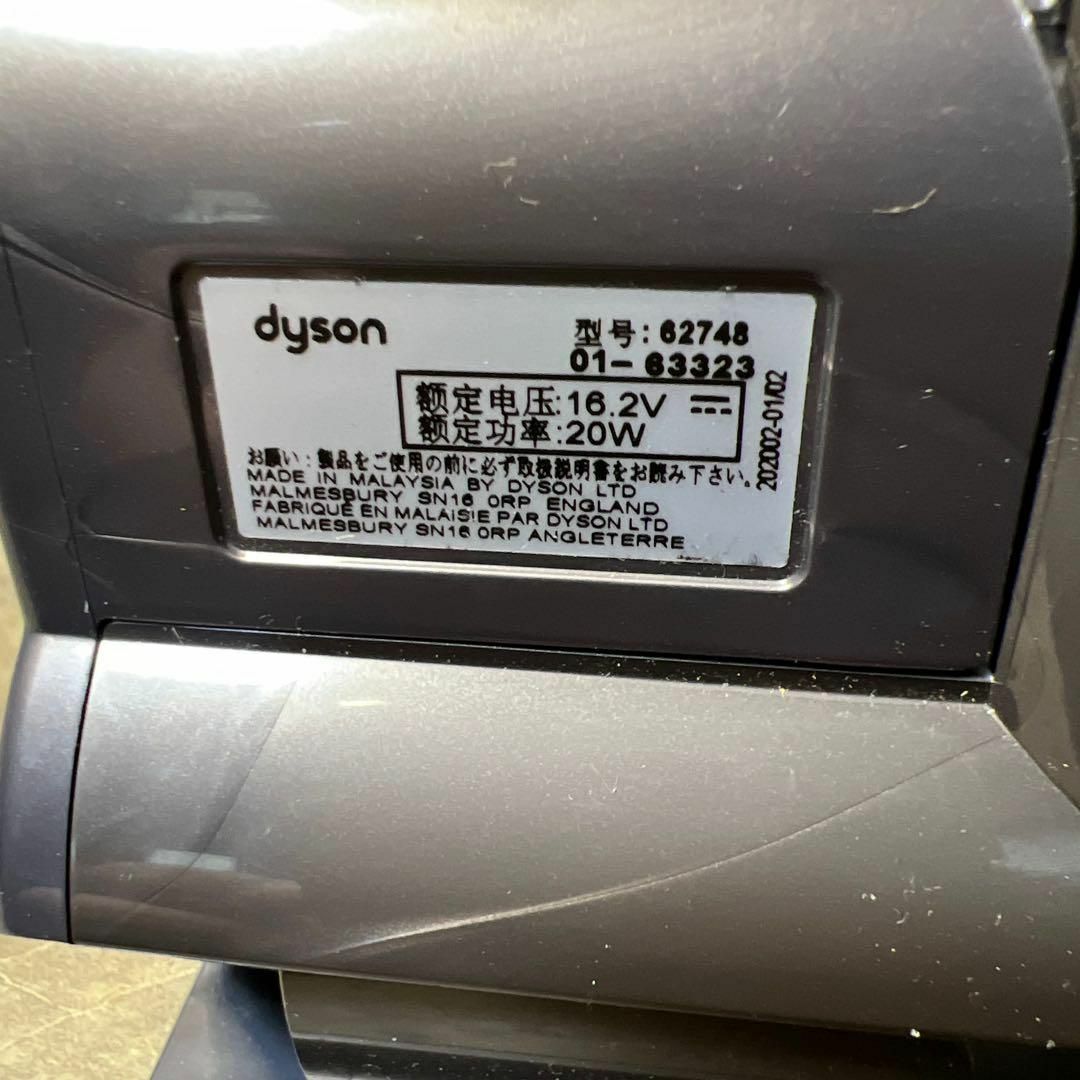 dyson
型号: 62748
01-63323
额定电压:16.2V
额定功率:20W
お願い:製品をご使用の前に必ず取扱説明書をお読み下さい。
MADE IN MALAYSIA BY DYSON LTD
MALMESBURY SN16 0RP ENGLAND
FABRIQUÉ EN MALAISIE PAR DYSON LTD
MALMESBURY SN16 0RP ANGLETERRE
202002-01/02